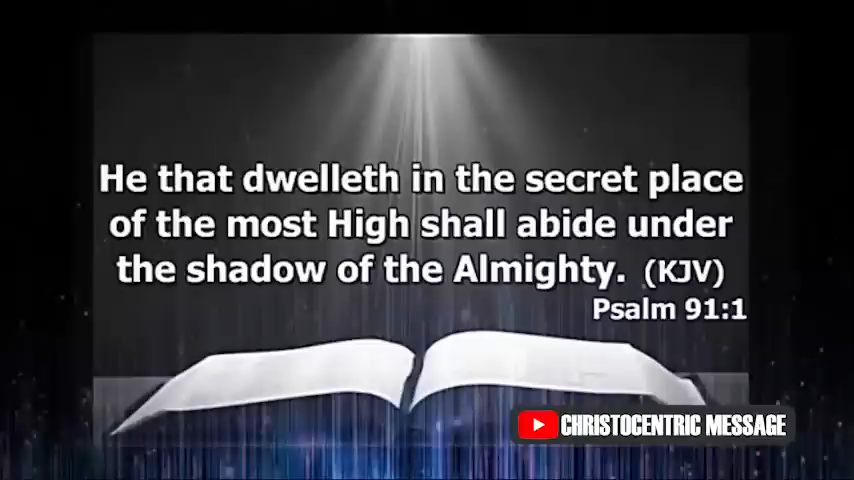 He that dwelleth in the secret place
of the most High shall abide under
the shadow of the Almighty. (KJV)
Psalm 91:1
CHRISTOCENTRIC MESSAGE